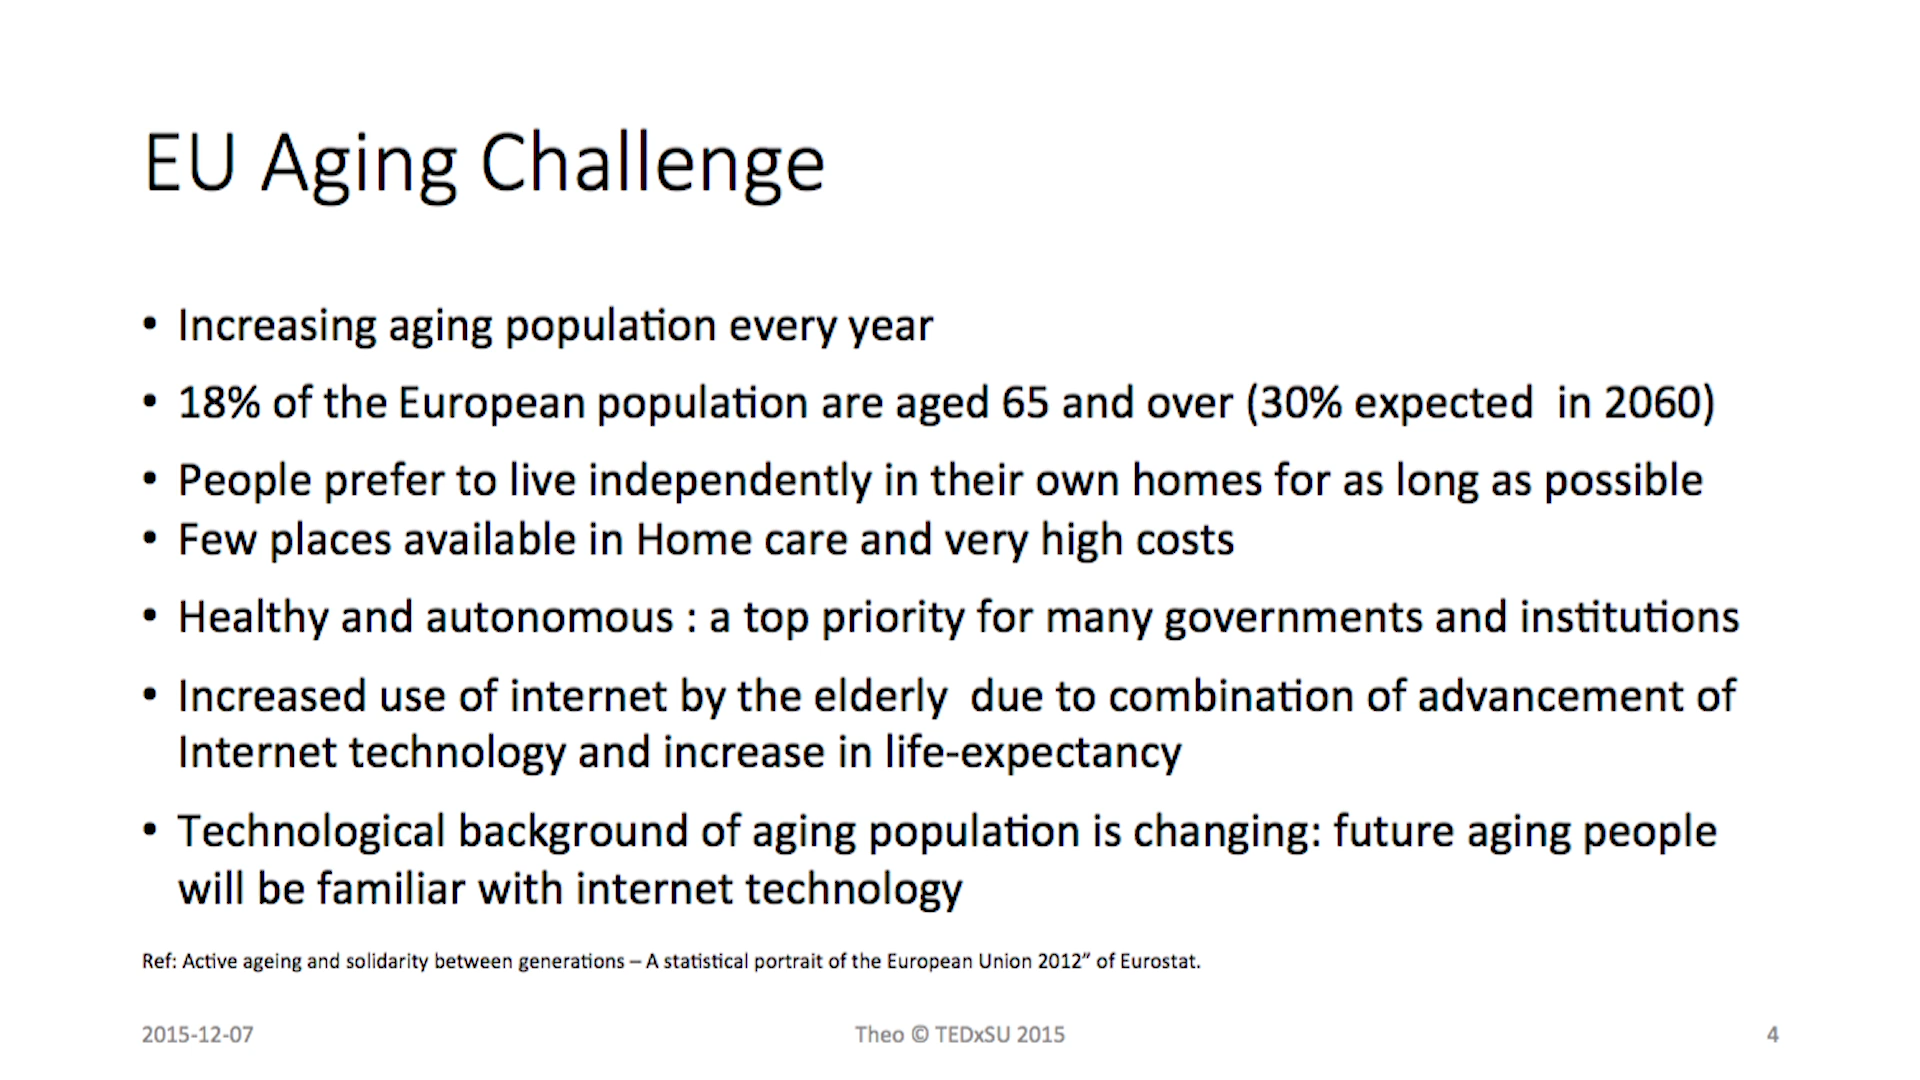 EU Aging Challenge
• Increasing aging population every year
• 18% of the European population are aged 65 and over (30% expected  in 2060)
• People prefer to live independently in their own homes for as long as possible
• Few places available in Home care and very high costs
• Healthy and autonomous : a top priority for many governments and institutions
• Increased use of internet by the elderly  due to combination of advancement of
Internet technology and increase in life-expectancy
• Technological background of aging population is changing: future aging people
will be familiar with internet technology
Ref: Active ageing and solidarity between generations – A statistical portrait of the European Union 2012” of Eurostat.
2015-12-07
Theo © TEDxSU 2015
4